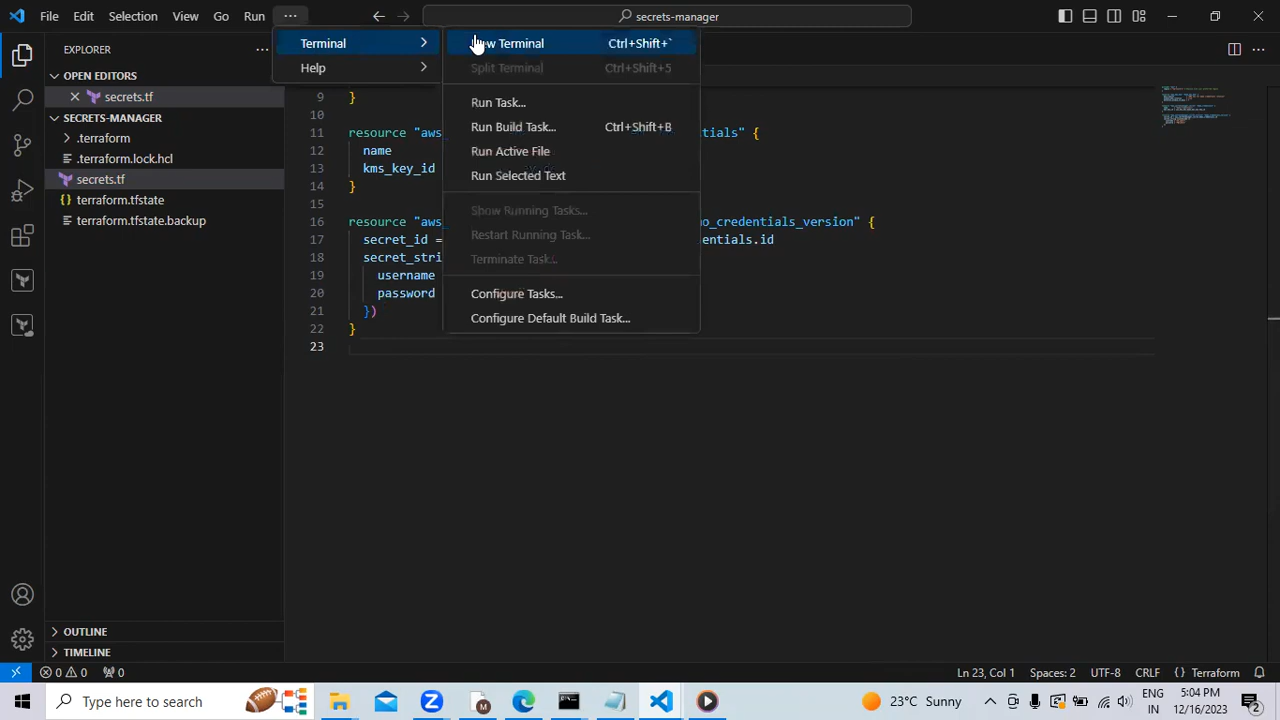 File Edit Selection View Go Run ··· secrets-manager
EXPLORER ···
Terminal
Help
New Terminal Ctrl+Shift+`
Split Terminal Ctrl+Shift+5
Run Task...
Run Build Task... Ctrl+Shift+B
Run Active File
Run Selected Text
Show Running Tasks...
Restart Running Task...
Terminate Task...
Configure Tasks...
Configure Default Build Task...
OPEN EDITORS
secrets.tf
SECRETS-MANAGER
.terraform
.terraform.lock.hcl
secrets.tf
terraform.tfstate
terraform.tfstate.backup
OUTLINE
TIMELINE
9 }
10
11 resource "aws entials" {
12 name
13 kms_key_id
14 }
15
16 resource "aws_ o_credentials_version" {
17 secret_id = entials.id
18 secret_stri
19 username
20 password
21 })
22 }
23
0 0 0 Ln 23, Col 1 Spaces: 2 UTF-8 CRLF {} Terraform
Type here to search 23°C Sunny ENG IN 5:04 PM 12/16/2023 2